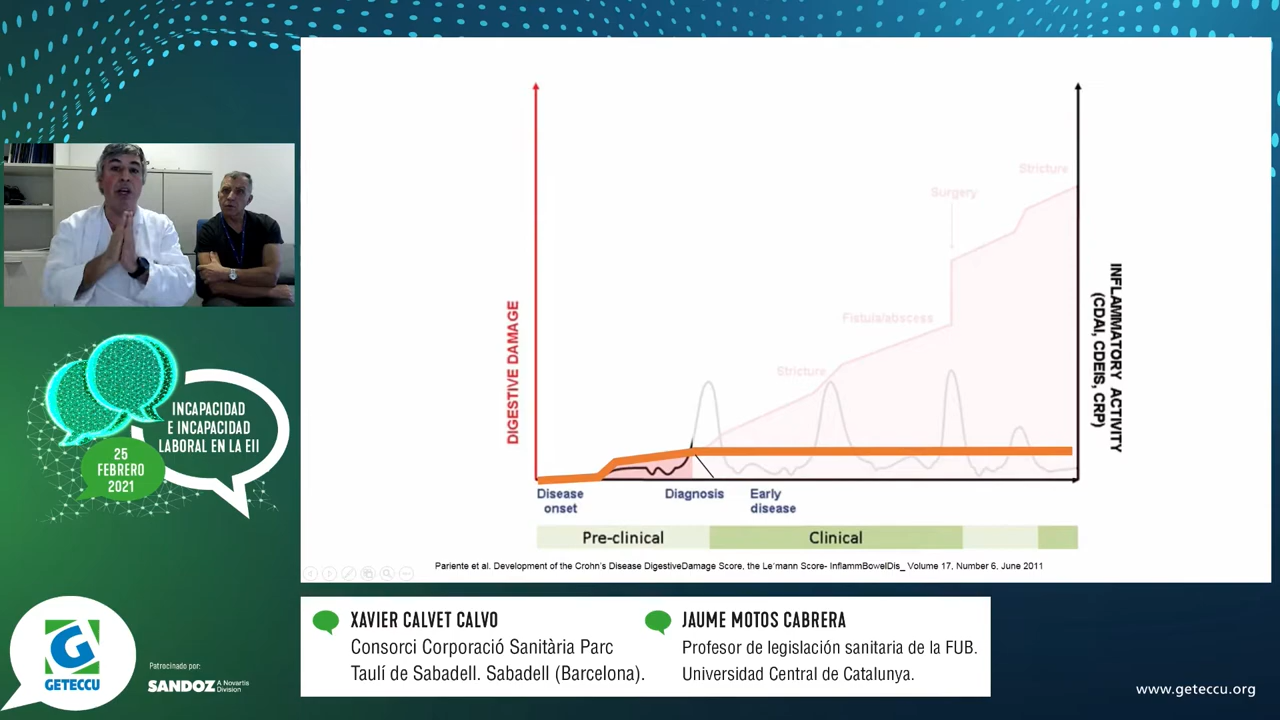 Stricture
Surgery
Fistula/abscess
Stricture
DIGESTIVE DAMAGE
INFLAMMATORY ACTIVITY
(CDAI, CDEIS, CRP)
Disease
onset
Diagnosis
Early
disease
Pre-clinical
Clinical
Pariente et al. Development of the Crohn's Disease DigestiveDamage Score, the Le´mann Score- InflammBowelDis_ Volume 17, Number 6, June 2011
INCAPACIDAD
E INCAPACIDAD
LABORAL EN LA EII
25
FEBRERO
2021
G
GETECCU
Patrocinado por:
SANDOZ A Novartis
Division
XAVIER CALVET CALVO
Consorci Corporació Sanitària Parc
Taulí de Sabadell. Sabadell (Barcelona).
JAUME MOTOS CABRERA
Profesor de legislación sanitaria de la FUB.
Universidad Central de Catalunya.
www.geteccu.org